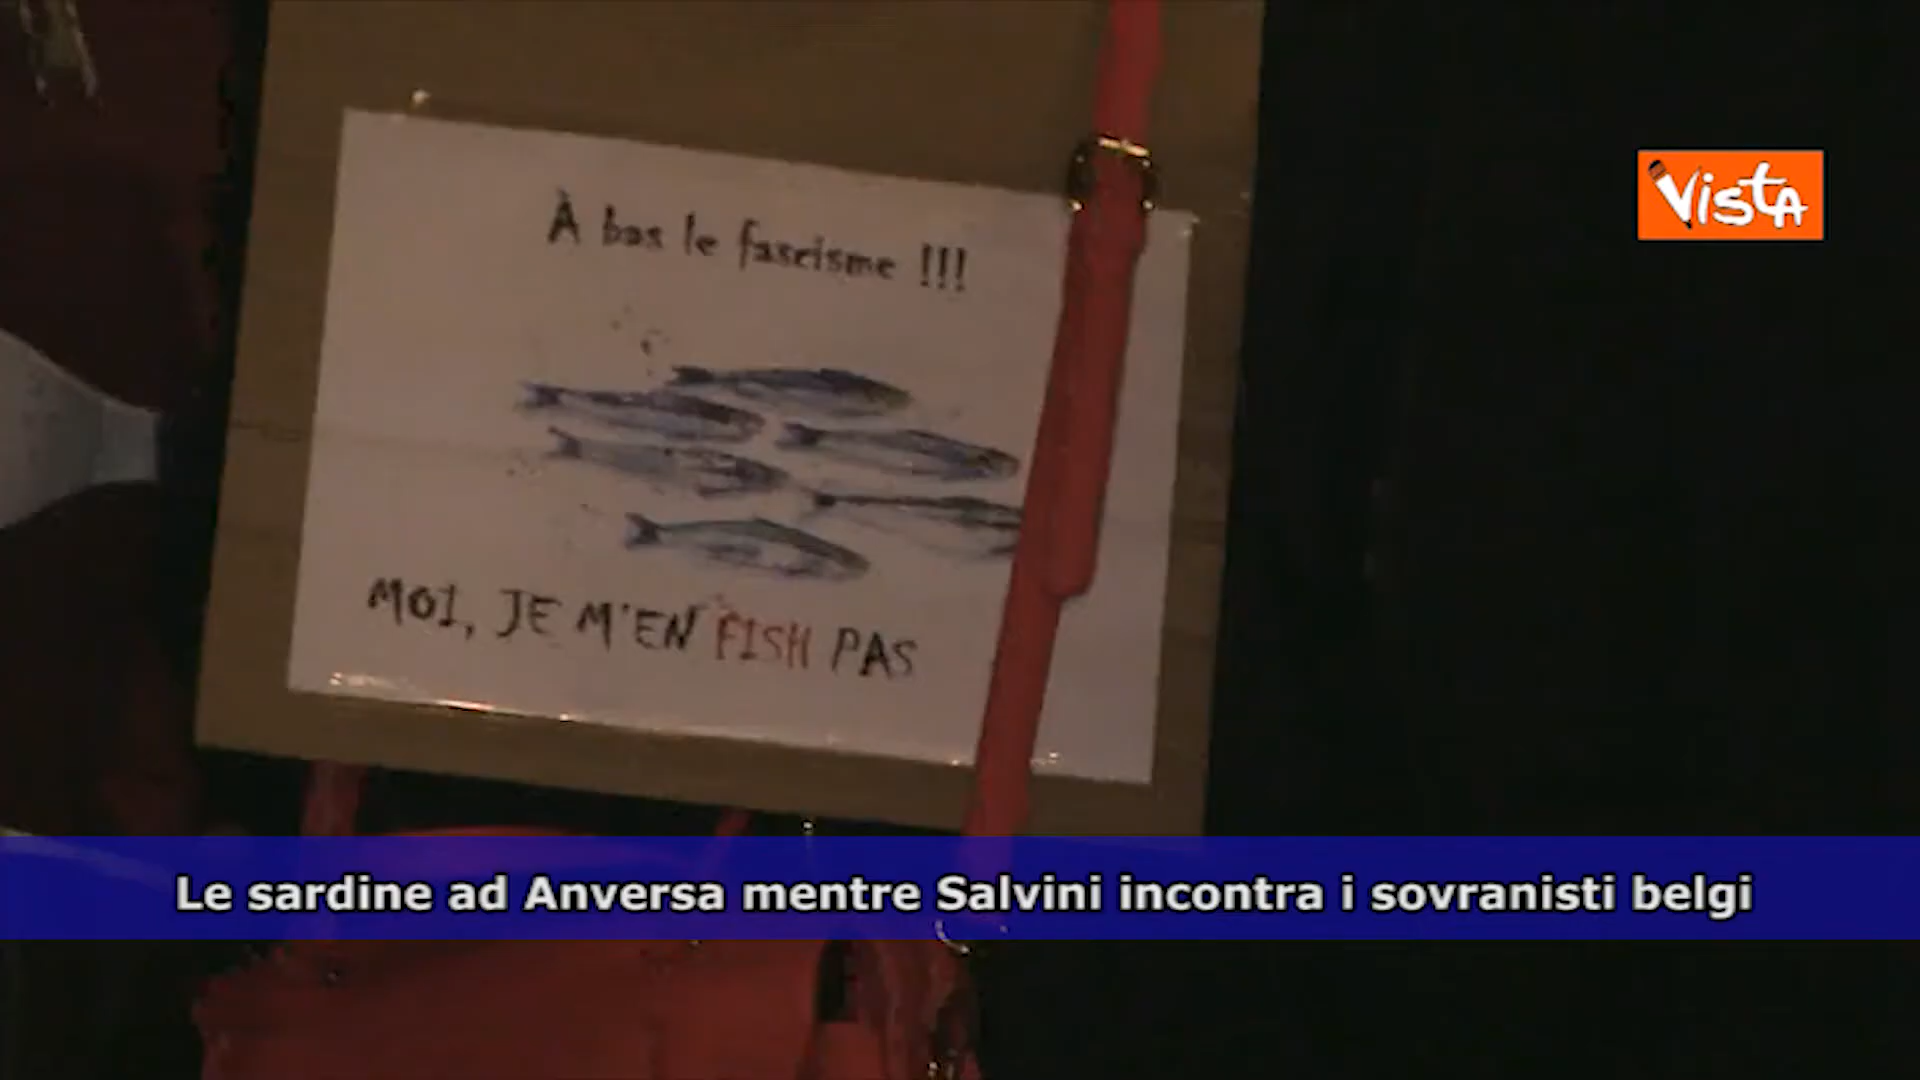 À bas le fascisme !!!
VISTA
MOI, JE M'EN FISH PAS
Le sardine ad Anversa mentre Salvini incontra i sovranisti belgi